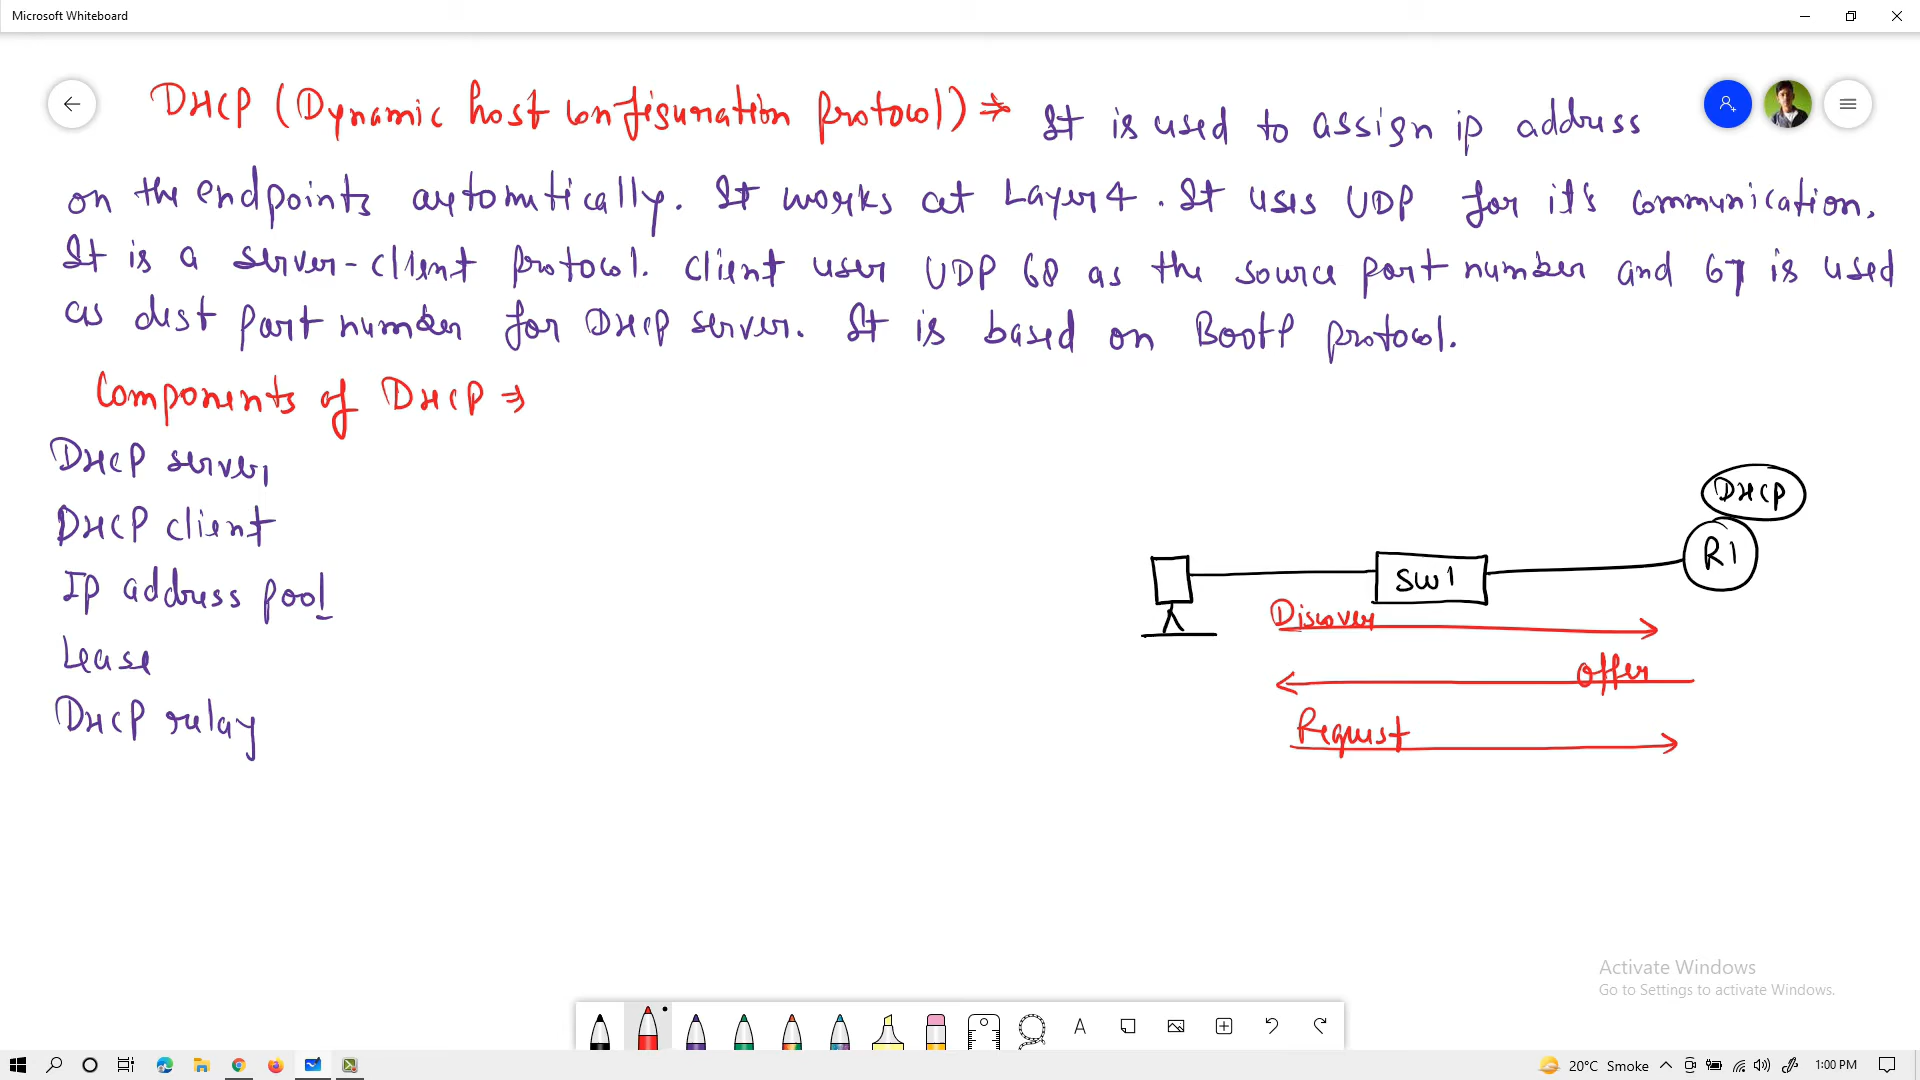 Microsoft Whiteboard
DHCP (Dynamic host configuration protocol) ⇒ It is used to assign ip address
on the endpoints automtically. It works at Layer 4. It uses UDP for it's communication.
It is a server-client protocol. Client user UDP 68 as the source port number and 67 is used
as dest port number for DHCP server. It is based on BootP protocol.
Components of DHCP ⇒
DHCP server
DHCP client
Ip address pool
Lease
DHCP relay
DHCP
R1
SW1
Discover
Offer
Request
Activate Windows
Go to Settings to activate Windows.
A
20°C Smoke
1:00 PM